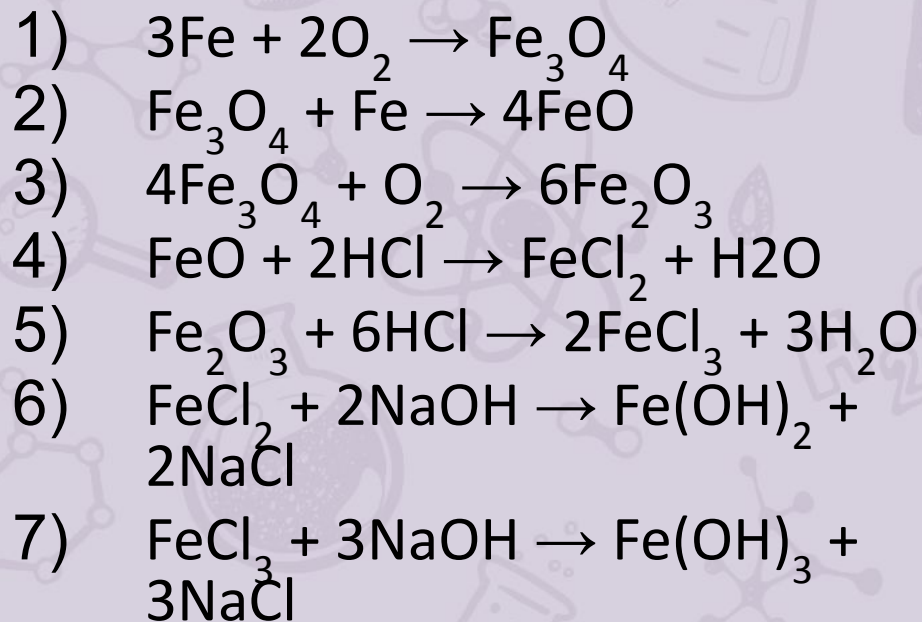 1) 3Fe + 2O₂ → Fe₃O₄
2) Fe₃O₄ + Fe → 4FeO
3) 4Fe₃O₄ + O₂ → 6Fe₂O₃
4) FeO + 2HCl → FeCl₂ + H2O
5) Fe₂O₃ + 6HCl → 2FeCl₃ + 3H₂O
6) FeCl₂ + 2NaOH → Fe(OH)₂ +
2NaCl
7) FeCl₃ + 3NaOH → Fe(OH)₃ +
3NaCl